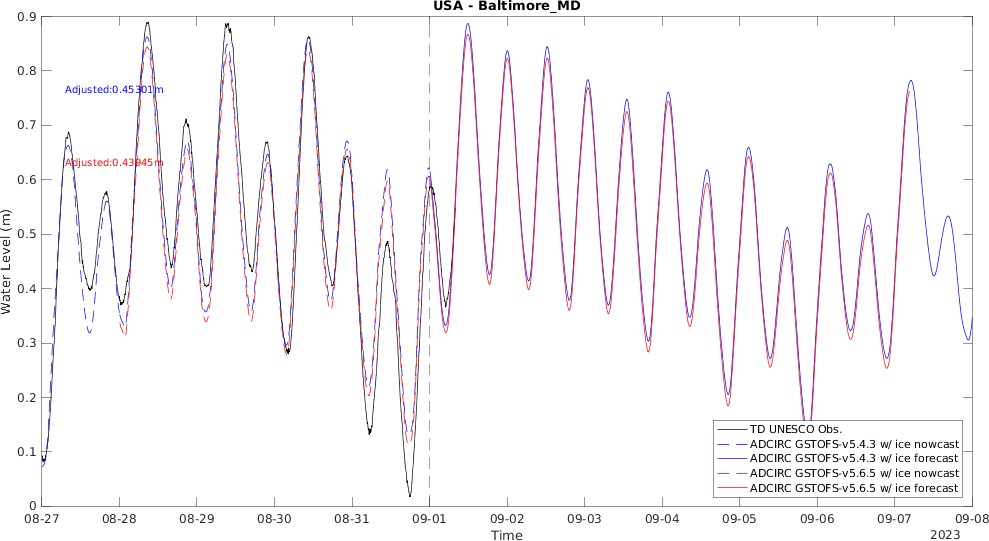 USA - Baltimore_MD
0.9
0.8
0.7
0.6
0.5
0.4
0.3
0.2
0.1
0
Water Level (m)
Adjusted:0.45301m
Adjusted:0.43945m
TD UNESCO Obs.
ADCIRC GSTOFS-v5.4.3 w/ ice nowcast
ADCIRC GSTOFS-v5.4.3 w/ ice forecast
ADCIRC GSTOFS-v5.6.5 w/ ice nowcast
ADCIRC GSTOFS-v5.6.5 w/ ice forecast
08-27 08-28 08-29 08-30 08-31 09-01 09-02 09-03 09-04 09-05 09-06 09-07 09-08
Time
2023